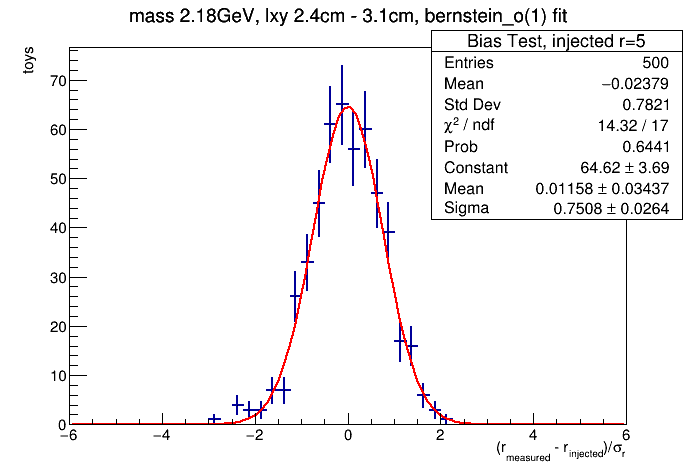 mass 2.18GeV, lxy 2.4cm - 3.1cm, bernstein_o(1) fit
toys
Bias Test, injected r=5
Entries 500
Mean −0.02379
Std Dev 0.7821
χ² / ndf 14.32 / 17
Prob 0.6441
Constant 64.62 ± 3.69
Mean 0.01158 ± 0.03437
Sigma 0.7508 ± 0.0264
70
60
50
40
30
20
10
0
−6 −4 −2 0 2 4 6
(r_measured - r_injected)/σ_r